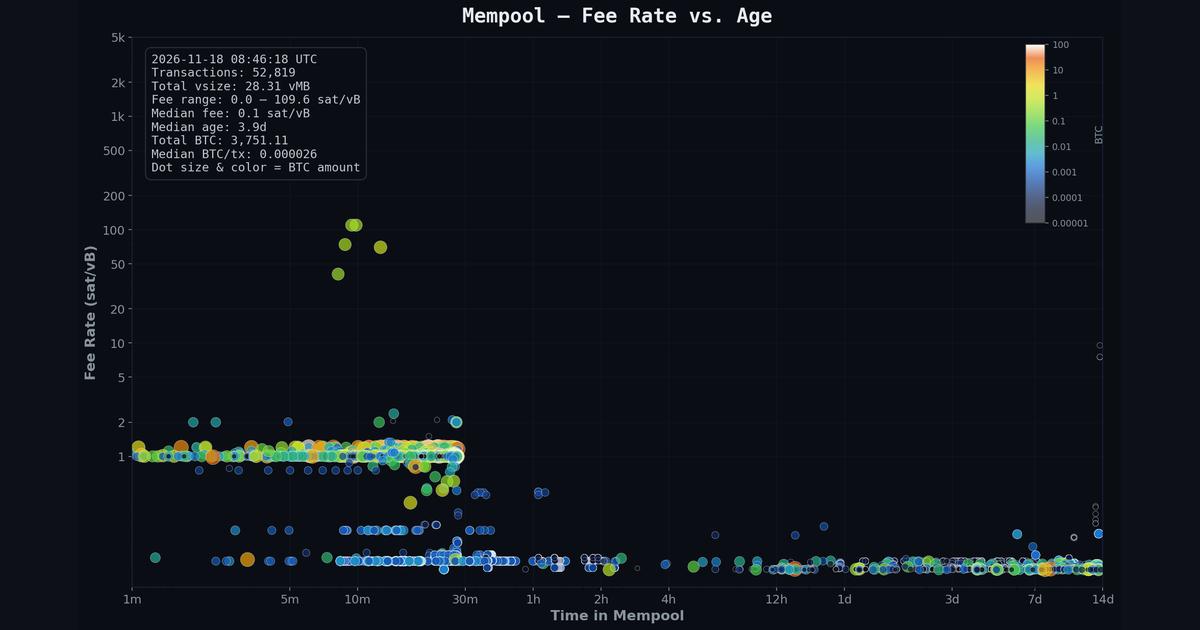 Mempool — Fee Rate vs. Age
2026-11-18 08:46:18 UTC
Transactions: 52,819
Total vsize: 28.31 vMB
Fee range: 0.0 — 109.6 sat/vB
Median fee: 0.1 sat/vB
Median age: 3.9d
Total BTC: 3,751.11
Median BTC/tx: 0.000026
Dot size & color = BTC amount
100
10
1
0.1
0.01
0.001
0.0001
0.00001
BTC
5k
2k
1k
500
200
100
50
20
10
5
2
1
Fee Rate (sat/vB)
1m
5m
10m
30m
1h
2h
4h
12h
1d
3d
7d
14d
Time in Mempool